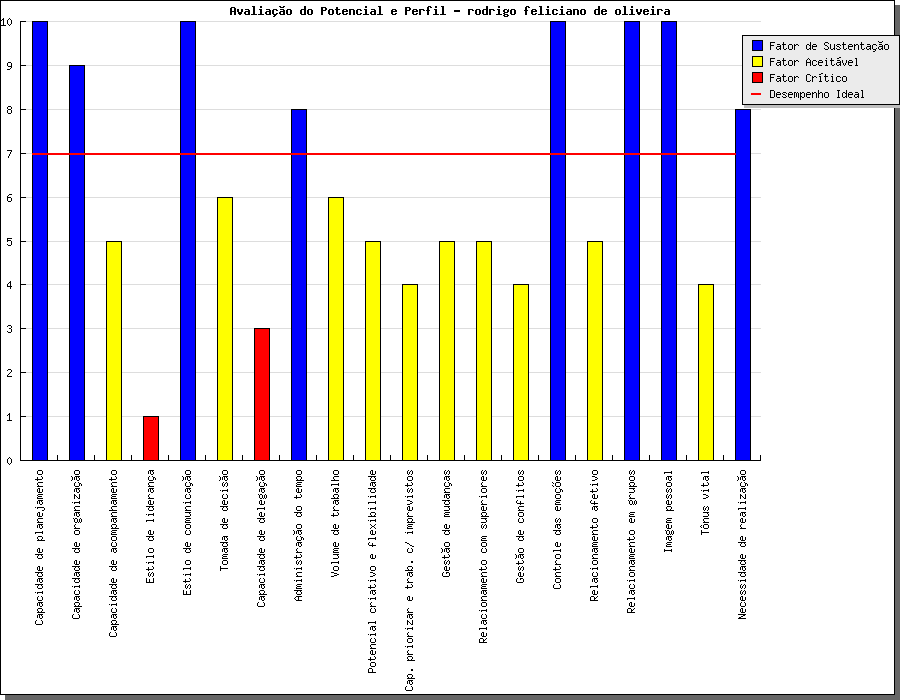 Avaliação do Potencial e Perfil - rodrigo feliciano de oliveira
10
9
8
7
6
5
4
3
2
1
0
Fator de Sustentação
Fator Aceitável
Fator Crítico
Desempenho Ideal
Capacidade de planejamento
Capacidade de organização
Capacidade de acompanhamento
Estilo de liderança
Estilo de comunicação
Tomada de decisão
Capacidade de delegação
Administração do tempo
Volume de trabalho
Potencial criativo e flexibilidade
Cap. priorizar e trab. c/ imprevistos
Gestão de mudanças
Relacionamento com superiores
Gestão de conflitos
Controle das emoções
Relacionamento afetivo
Relacionamento em grupos
Imagem pessoal
Tônus vital
Necessidade de realização